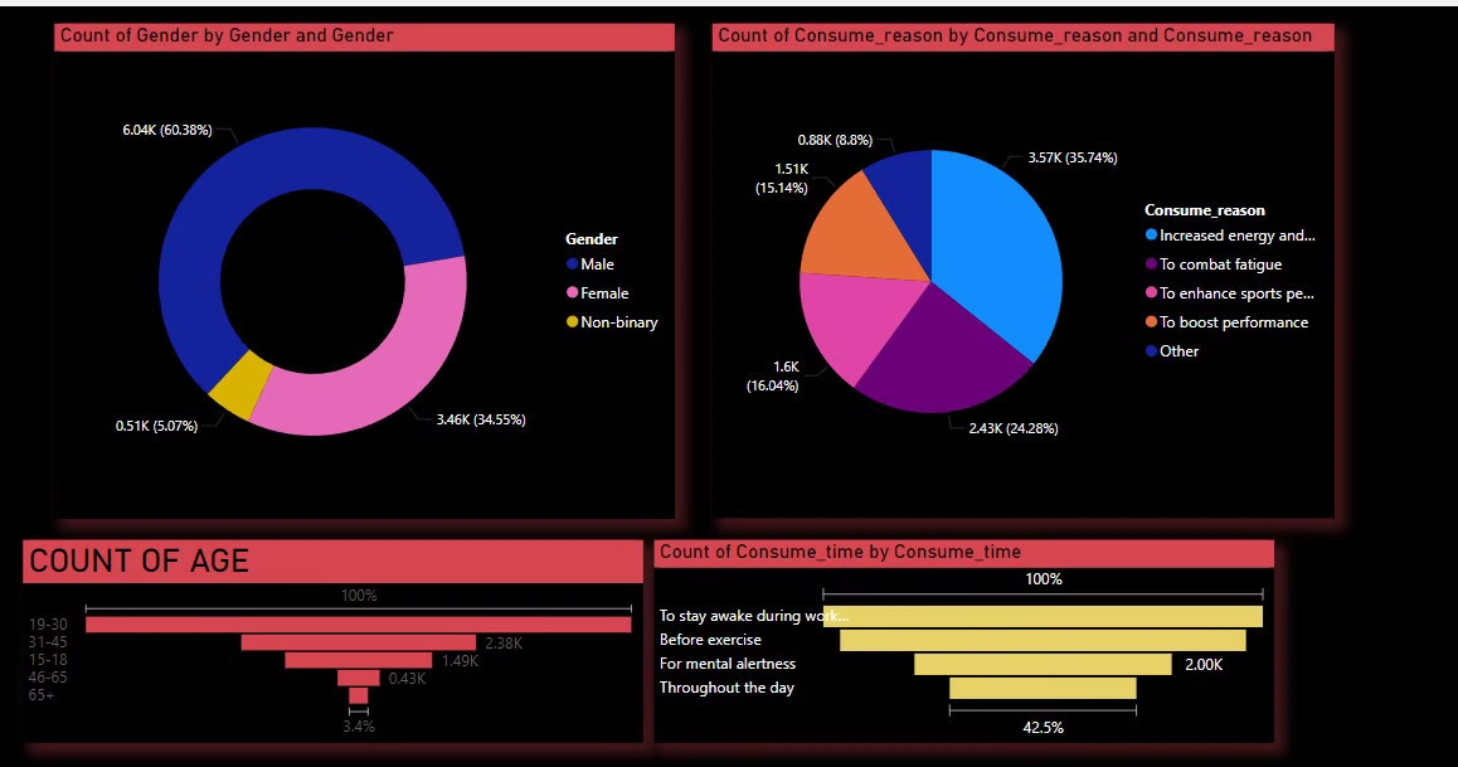 Count of Gender by Gender and Gender
6.04K (60.38%)
0.51K (5.07%)
3.46K (34.55%)
Gender
Male
Female
Non-binary
Count of Consume_reason by Consume_reason and Consume_reason
0.88K (8.8%)
1.51K
(15.14%)
3.57K (35.74%)
1.6K
(16.04%)
2.43K (24.28%)
Consume_reason
Increased energy and...
To combat fatigue
To enhance sports pe...
To boost performance
Other
COUNT OF AGE
100%
19-30
31-45
2.38K
15-18
1.49K
46-65
0.43K
65+
3.4%
Count of Consume_time by Consume_time
100%
To stay awake during work...
Before exercise
For mental alertness
2.00K
Throughout the day
42.5%